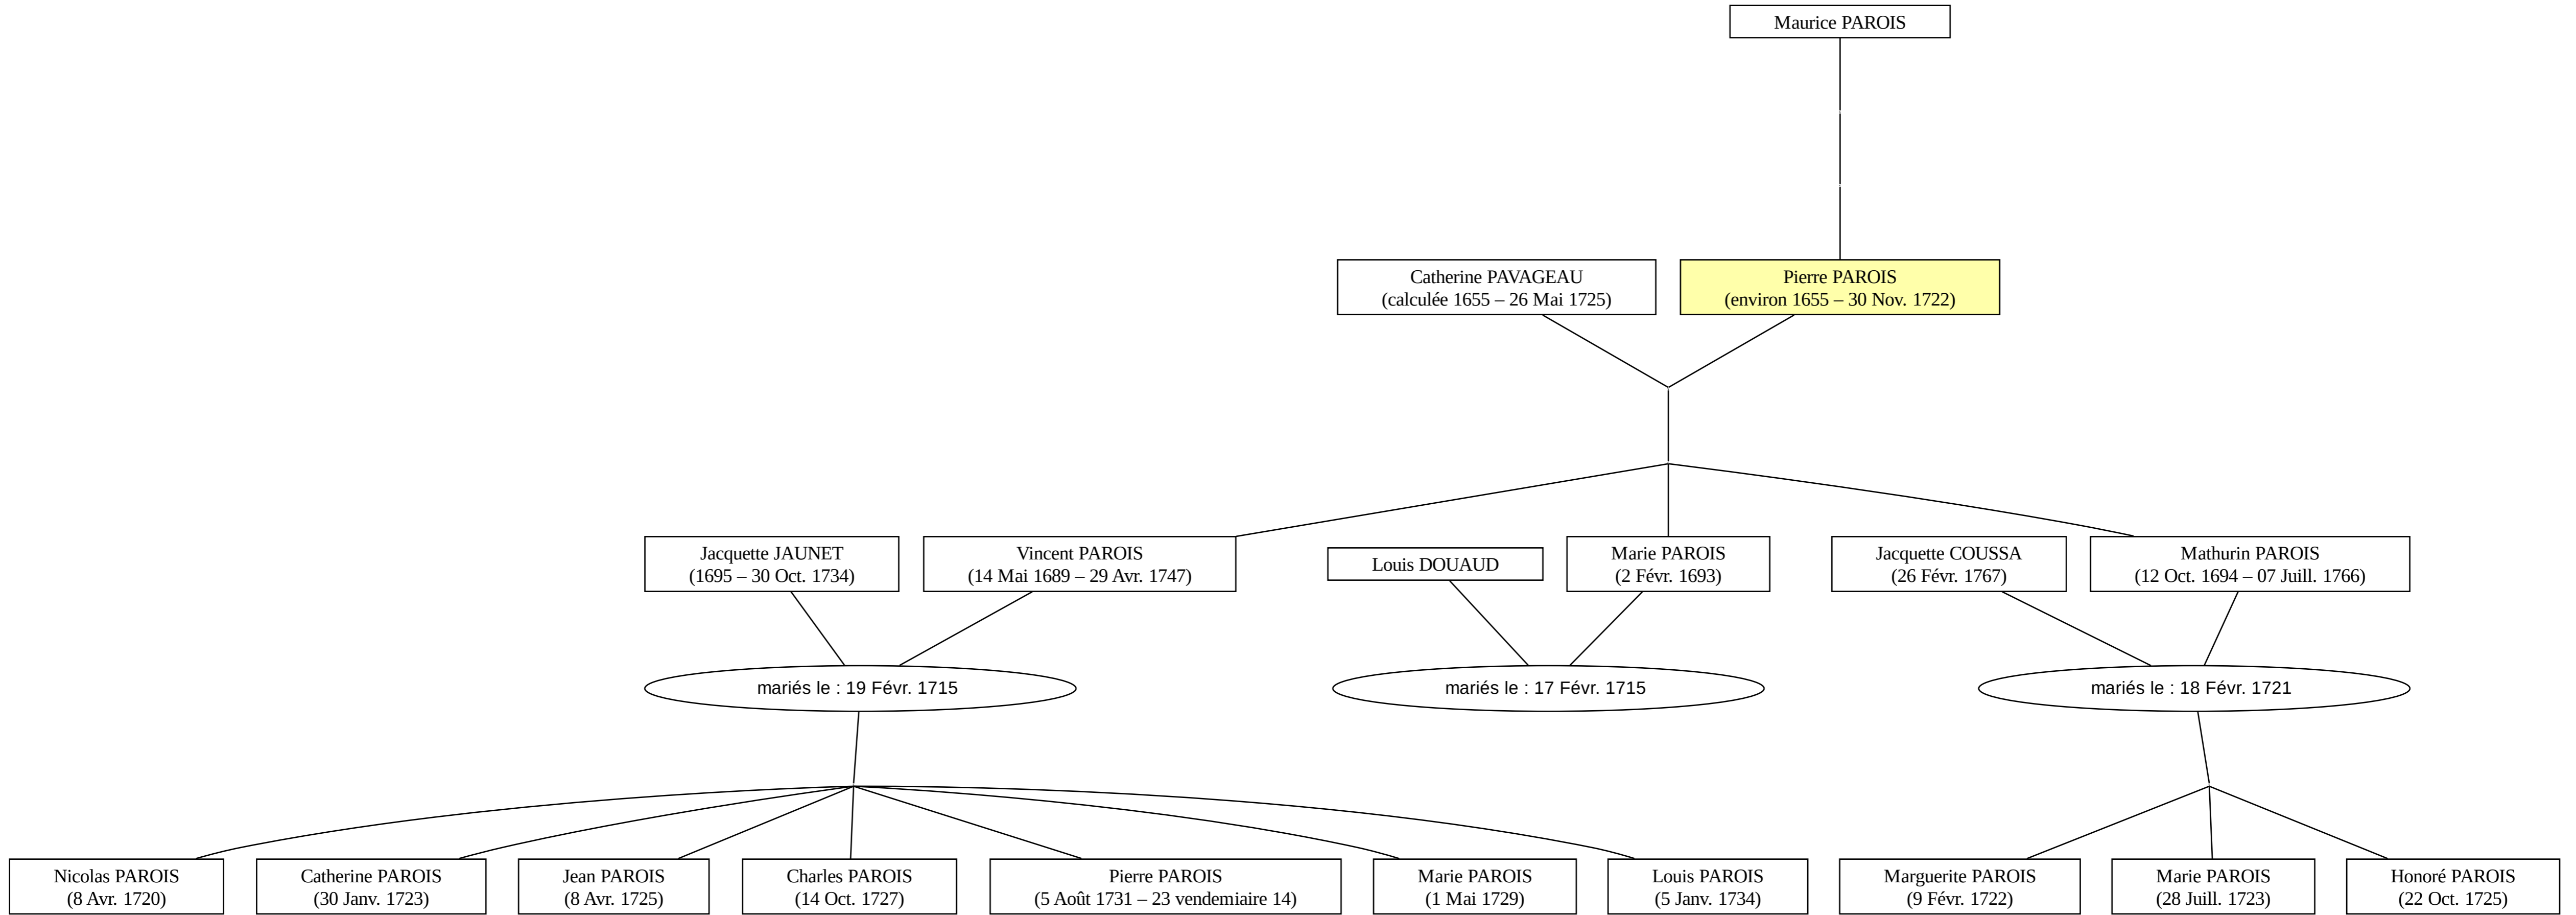 Maurice PAROIS
Catherine PAVAGEAU
(calculée 1655 – 26 Mai 1725)
Pierre PAROIS
(environ 1655 – 30 Nov. 1722)
Jacquette JAUNET
(1695 – 30 Oct. 1734)
Vincent PAROIS
(14 Mai 1689 – 29 Avr. 1747)
Louis DOUAUD
Marie PAROIS
(2 Févr. 1693)
Jacquette COUSSA
(26 Févr. 1767)
Mathurin PAROIS
(12 Oct. 1694 – 07 Juill. 1766)
mariés le : 19 Févr. 1715
mariés le : 17 Févr. 1715
mariés le : 18 Févr. 1721
Nicolas PAROIS
(8 Avr. 1720)
Catherine PAROIS
(30 Janv. 1723)
Jean PAROIS
(8 Avr. 1725)
Charles PAROIS
(14 Oct. 1727)
Pierre PAROIS
(5 Août 1731 – 23 vendemiaire 14)
Marie PAROIS
(1 Mai 1729)
Louis PAROIS
(5 Janv. 1734)
Marguerite PAROIS
(9 Févr. 1722)
Marie PAROIS
(28 Juill. 1723)
Honoré PAROIS
(22 Oct. 1725)